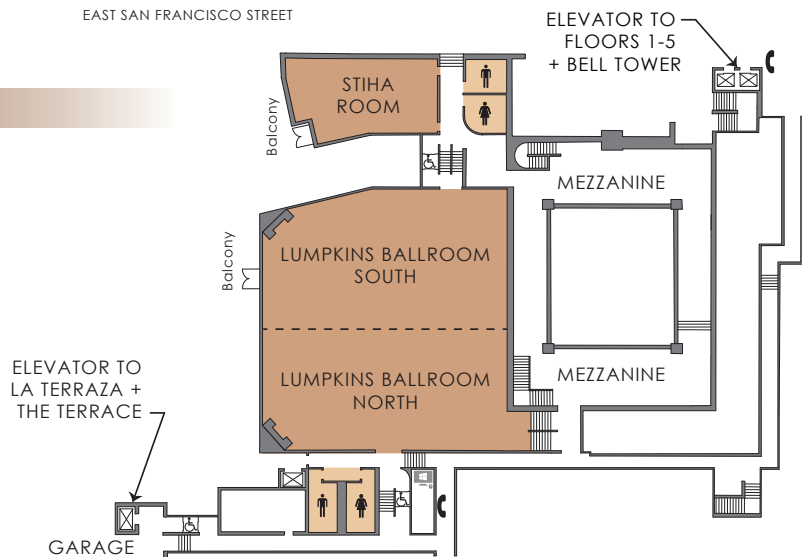 EAST SAN FRANCISCO STREET
ELEVATOR TO
FLOORS 1-5
+ BELL TOWER
STIHA
ROOM
Balcony
MEZZANINE
LUMPKINS BALLROOM
SOUTH
Balcony
LUMPKINS BALLROOM
NORTH
MEZZANINE
ELEVATOR TO
LA TERRAZA +
THE TERRACE
GARAGE